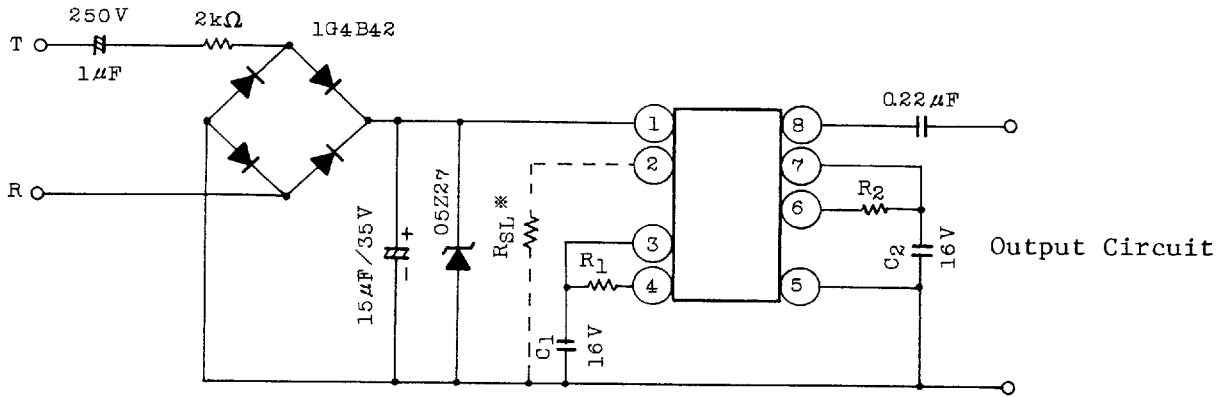 250V
2kΩ
1G4B42
T
1μF
R
15μF/35V
+
-
05Z27
RSL※
R1
C1
16V
1
2
3
4
8
7
6
5
0.22μF
R2
C2
16V
Output Circuit